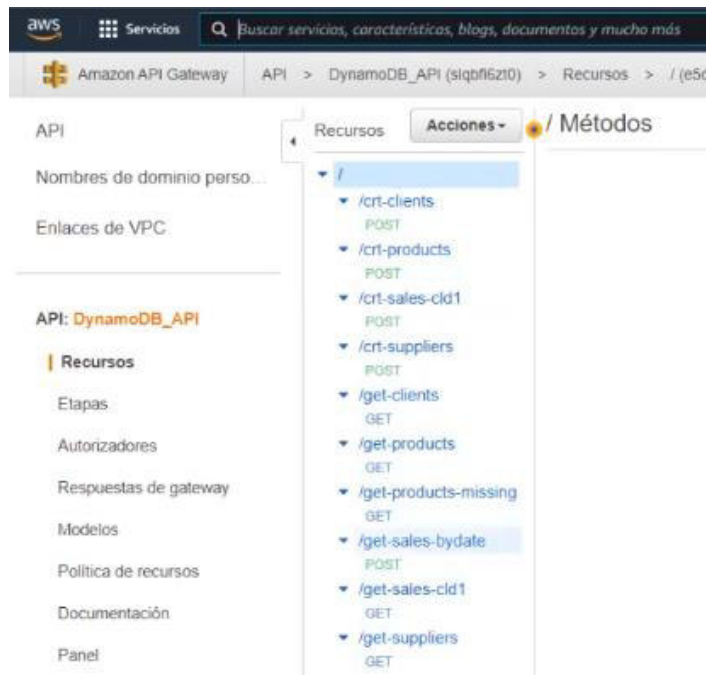 aws Servicios Buscar servicios, características, blogs, documentos y mucho más
Amazon API Gateway API > DynamoDB_API (slqbfi6zt0) > Recursos > /
API
Nombres de dominio perso...
Enlaces de VPC
API: DynamoDB_API
Recursos
Etapas
Autorizadores
Respuestas de gateway
Modelos
Política de recursos
Documentación
Panel
Recursos Acciones
/
/crt-clients
POST
/crt-products
POST
/crt-sales-cld1
POST
/crt-suppliers
POST
/get-clients
GET
/get-products
GET
/get-products-missing
GET
/get-sales-bydate
POST
/get-sales-cld1
GET
/get-suppliers
GET
/ Métodos